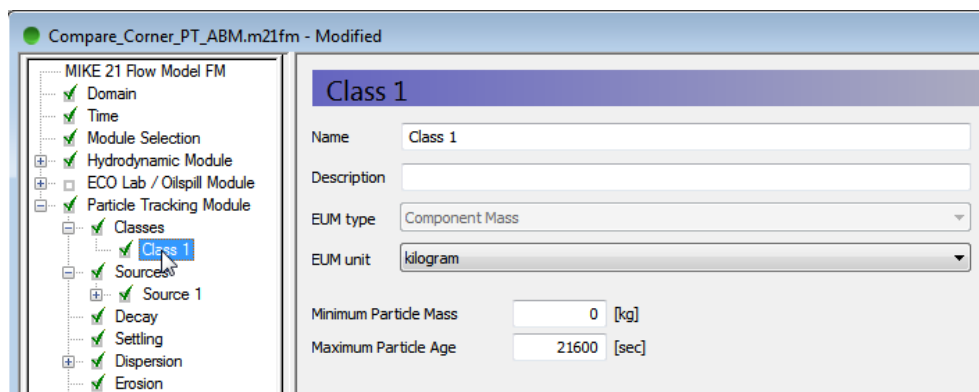 Compare_Corner_PT_ABM.m21fm - Modified
MIKE 21 Flow Model FM
Domain
Time
Module Selection
Hydrodynamic Module
ECO Lab / Oilspill Module
Particle Tracking Module
Classes
Class 1
Sources
Source 1
Decay
Settling
Dispersion
Erosion
Class 1
Name Class 1
Description
EUM type Component Mass
EUM unit kilogram
Minimum Particle Mass 0 [kg]
Maximum Particle Age 21600 [sec]